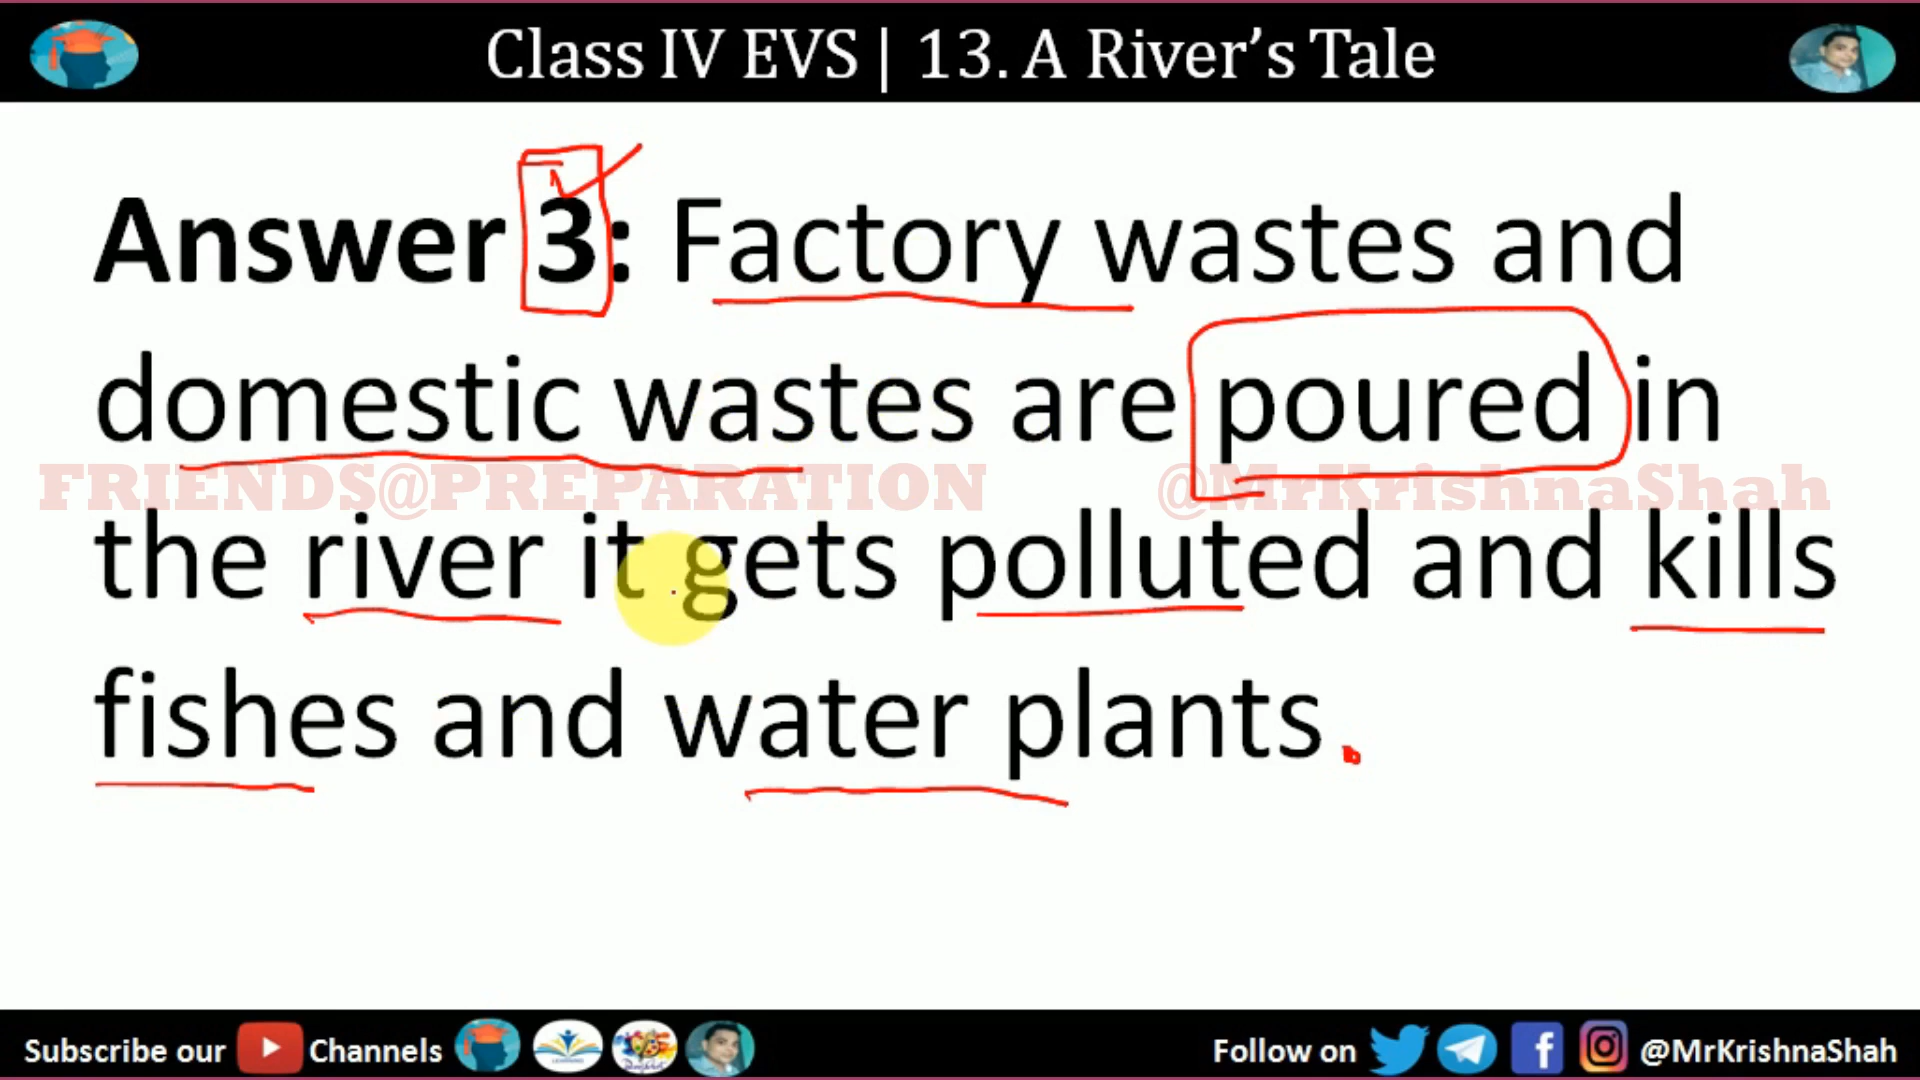 Class IV EVS | 13. A River’s Tale
Answer 3: Factory wastes and
domestic wastes are poured in
FRIENDS@PREPARATION @MrKrishnaShah
the river it gets polluted and kills
fishes and water plants.
Subscribe our Channels Follow on @MrKrishnaShah